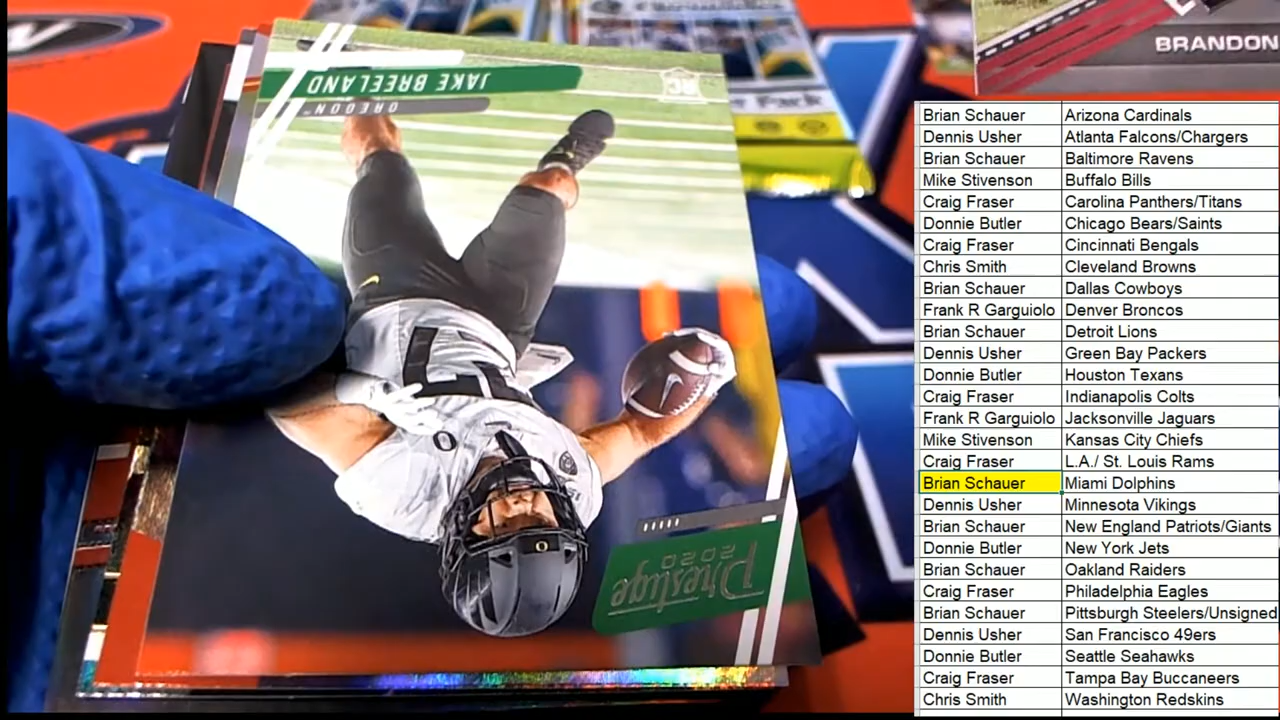 BRANDON
JAKE BREELAND
OREGON
RC
Prestige
2020
Brian Schauer Arizona Cardinals
Dennis Usher Atlanta Falcons/Chargers
Brian Schauer Baltimore Ravens
Mike Stivenson Buffalo Bills
Craig Fraser Carolina Panthers/Titans
Donnie Butler Chicago Bears/Saints
Craig Fraser Cincinnati Bengals
Chris Smith Cleveland Browns
Brian Schauer Dallas Cowboys
Frank R Garguiolo Denver Broncos
Brian Schauer Detroit Lions
Dennis Usher Green Bay Packers
Donnie Butler Houston Texans
Craig Fraser Indianapolis Colts
Frank R Garguiolo Jacksonville Jaguars
Mike Stivenson Kansas City Chiefs
Craig Fraser L.A./ St. Louis Rams
Brian Schauer Miami Dolphins
Dennis Usher Minnesota Vikings
Brian Schauer New England Patriots/Giants
Donnie Butler New York Jets
Brian Schauer Oakland Raiders
Craig Fraser Philadelphia Eagles
Brian Schauer Pittsburgh Steelers/Unsigned
Dennis Usher San Francisco 49ers
Donnie Butler Seattle Seahawks
Craig Fraser Tampa Bay Buccaneers
Chris Smith Washington Redskins